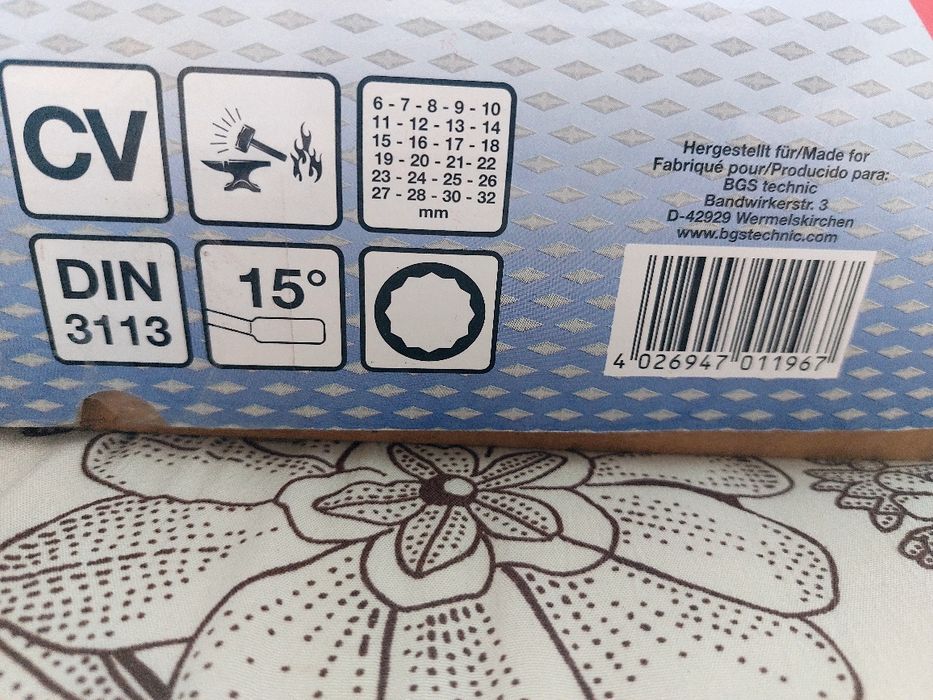 CV
6 - 7 - 8 - 9 - 10
11 - 12 - 13 - 14
15 - 16 - 17 - 18
19 - 20 - 21- 22
23 - 24 - 25 - 26
27 - 28 - 30 - 32
mm
DIN
3113
15°
Hergestellt für/Made for
Fabriqué pour/Producido para:
BGS technic
Bandwirkerstr. 3
D-42929 Wermelskirchen
www.bgstechnic.com
4 026947 011967